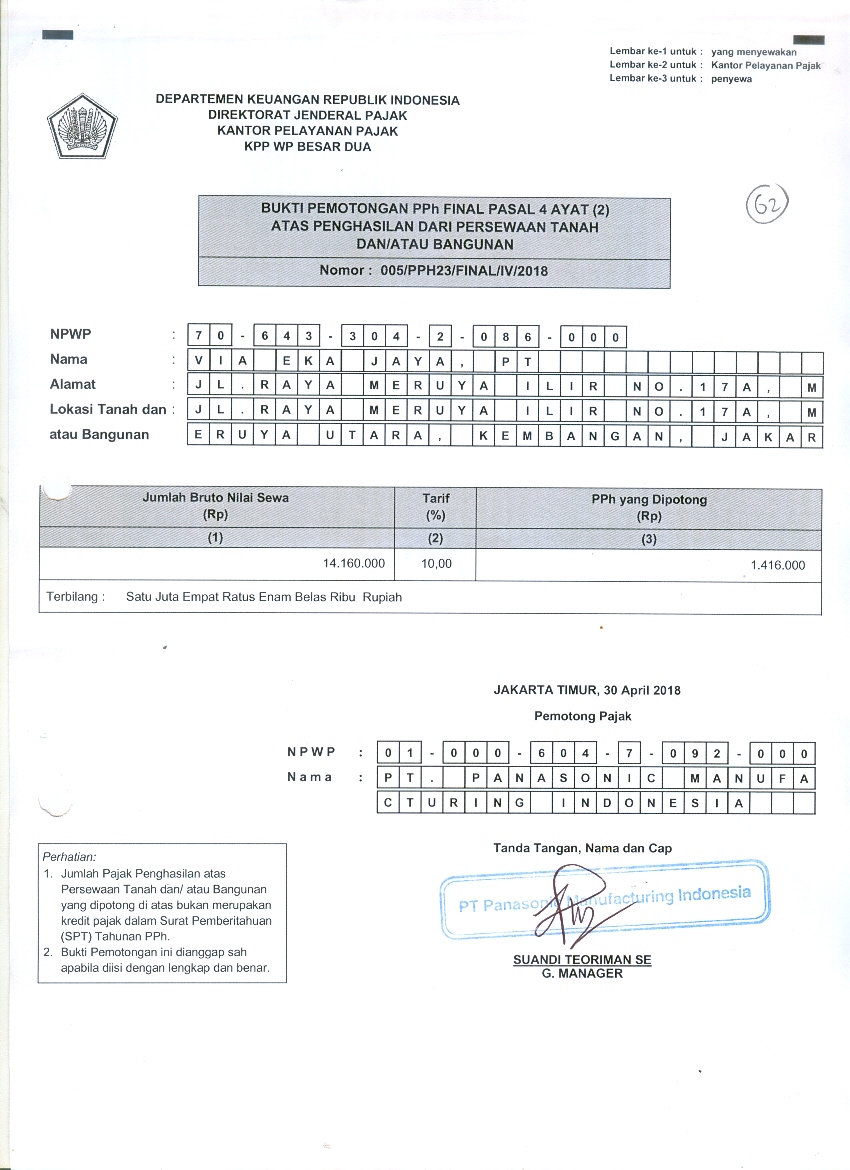 Lembar ke-1 untuk : yang menyewakan
Lembar ke-2 untuk : Kantor Pelayanan Pajak
Lembar ke-3 untuk : penyewa
DEPARTEMEN KEUANGAN REPUBLIK INDONESIA
DIREKTORAT JENDERAL PAJAK
KANTOR PELAYANAN PAJAK
KPP WP BESAR DUA
62
BUKTI PEMOTONGAN PPh FINAL PASAL 4 AYAT (2)
ATAS PENGHASILAN DARI PERSEWAAN TANAH
DAN/ATAU BANGUNAN
Nomor : 005/PPH23/FINAL/IV/2018
NPWP : 70-643-304-2-086-000
Nama : VIA EKA JAYA, PT
Alamat : JL.RAYA MERUYA ILIR NO.17A, M
Lokasi Tanah dan : JL.RAYA MERUYA ILIR NO.17A, M
atau Bangunan ERUYA UTARA, KEMBANGAN, JAKAR
Jumlah Bruto Nilai Sewa Tarif PPh yang Dipotong
(Rp) (%) (Rp)
(1) (2) (3)
14.160.000 10,00 1.416.000
Terbilang : Satu Juta Empat Ratus Enam Belas Ribu Rupiah
JAKARTA TIMUR, 30 April 2018
Pemotong Pajak
NPWP : 01-000-604-7-092-000
Nama : PT. PANASONIC MANUFA
CTURING INDONESIA
Tanda Tangan, Nama dan Cap
PT Panasonic Manufacturing Indonesia
SUANDI TEORIMAN SE
G. MANAGER
Perhatian:
1. Jumlah Pajak Penghasilan atas
Persewaan Tanah dan/ atau Bangunan
yang dipotong di atas bukan merupakan
kredit pajak dalam Surat Pemberitahuan
(SPT) Tahunan PPh.
2. Bukti Pemotongan ini dianggap sah
apabila diisi dengan lengkap dan benar.